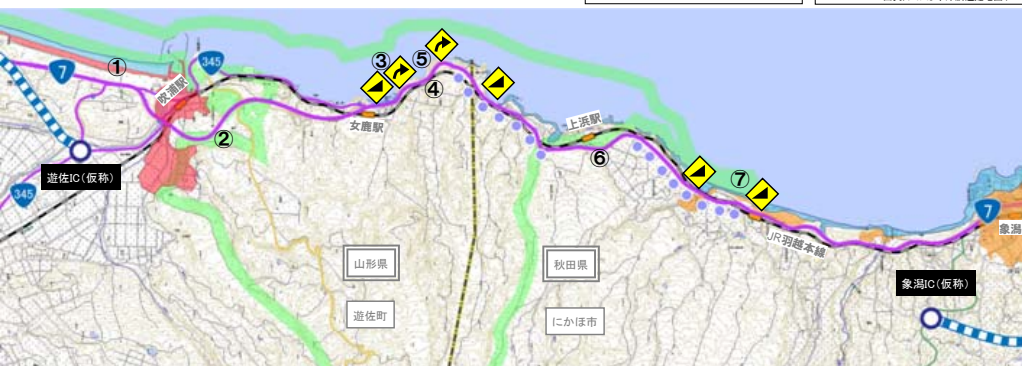 7
①
345
吹浦駅
②
遊佐IC(仮称)
345
③
⑤
④
女鹿駅
上浜駅
⑥
⑦
7
象潟
JR羽越本線
山形県
秋田県
遊佐町
にかほ市
象潟IC(仮称)